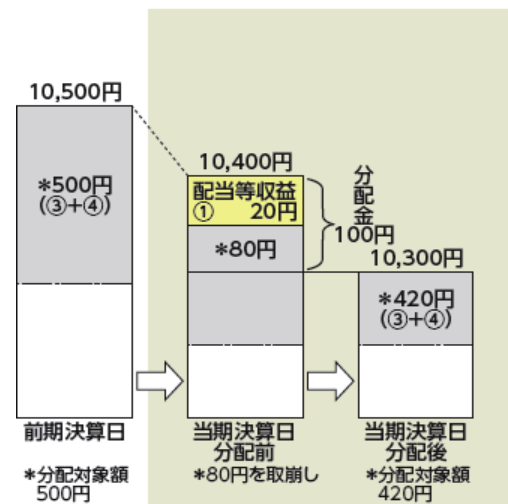 10,500円
*500円
(③+④)
10,400円
配当等収益
① 20円
*80円
分配金
100円
10,300円
*420円
(③+④)
前期決算日
*分配対象額
500円
当期決算日
分配前
*80円を取崩し
当期決算日
分配後
*分配対象額
420円